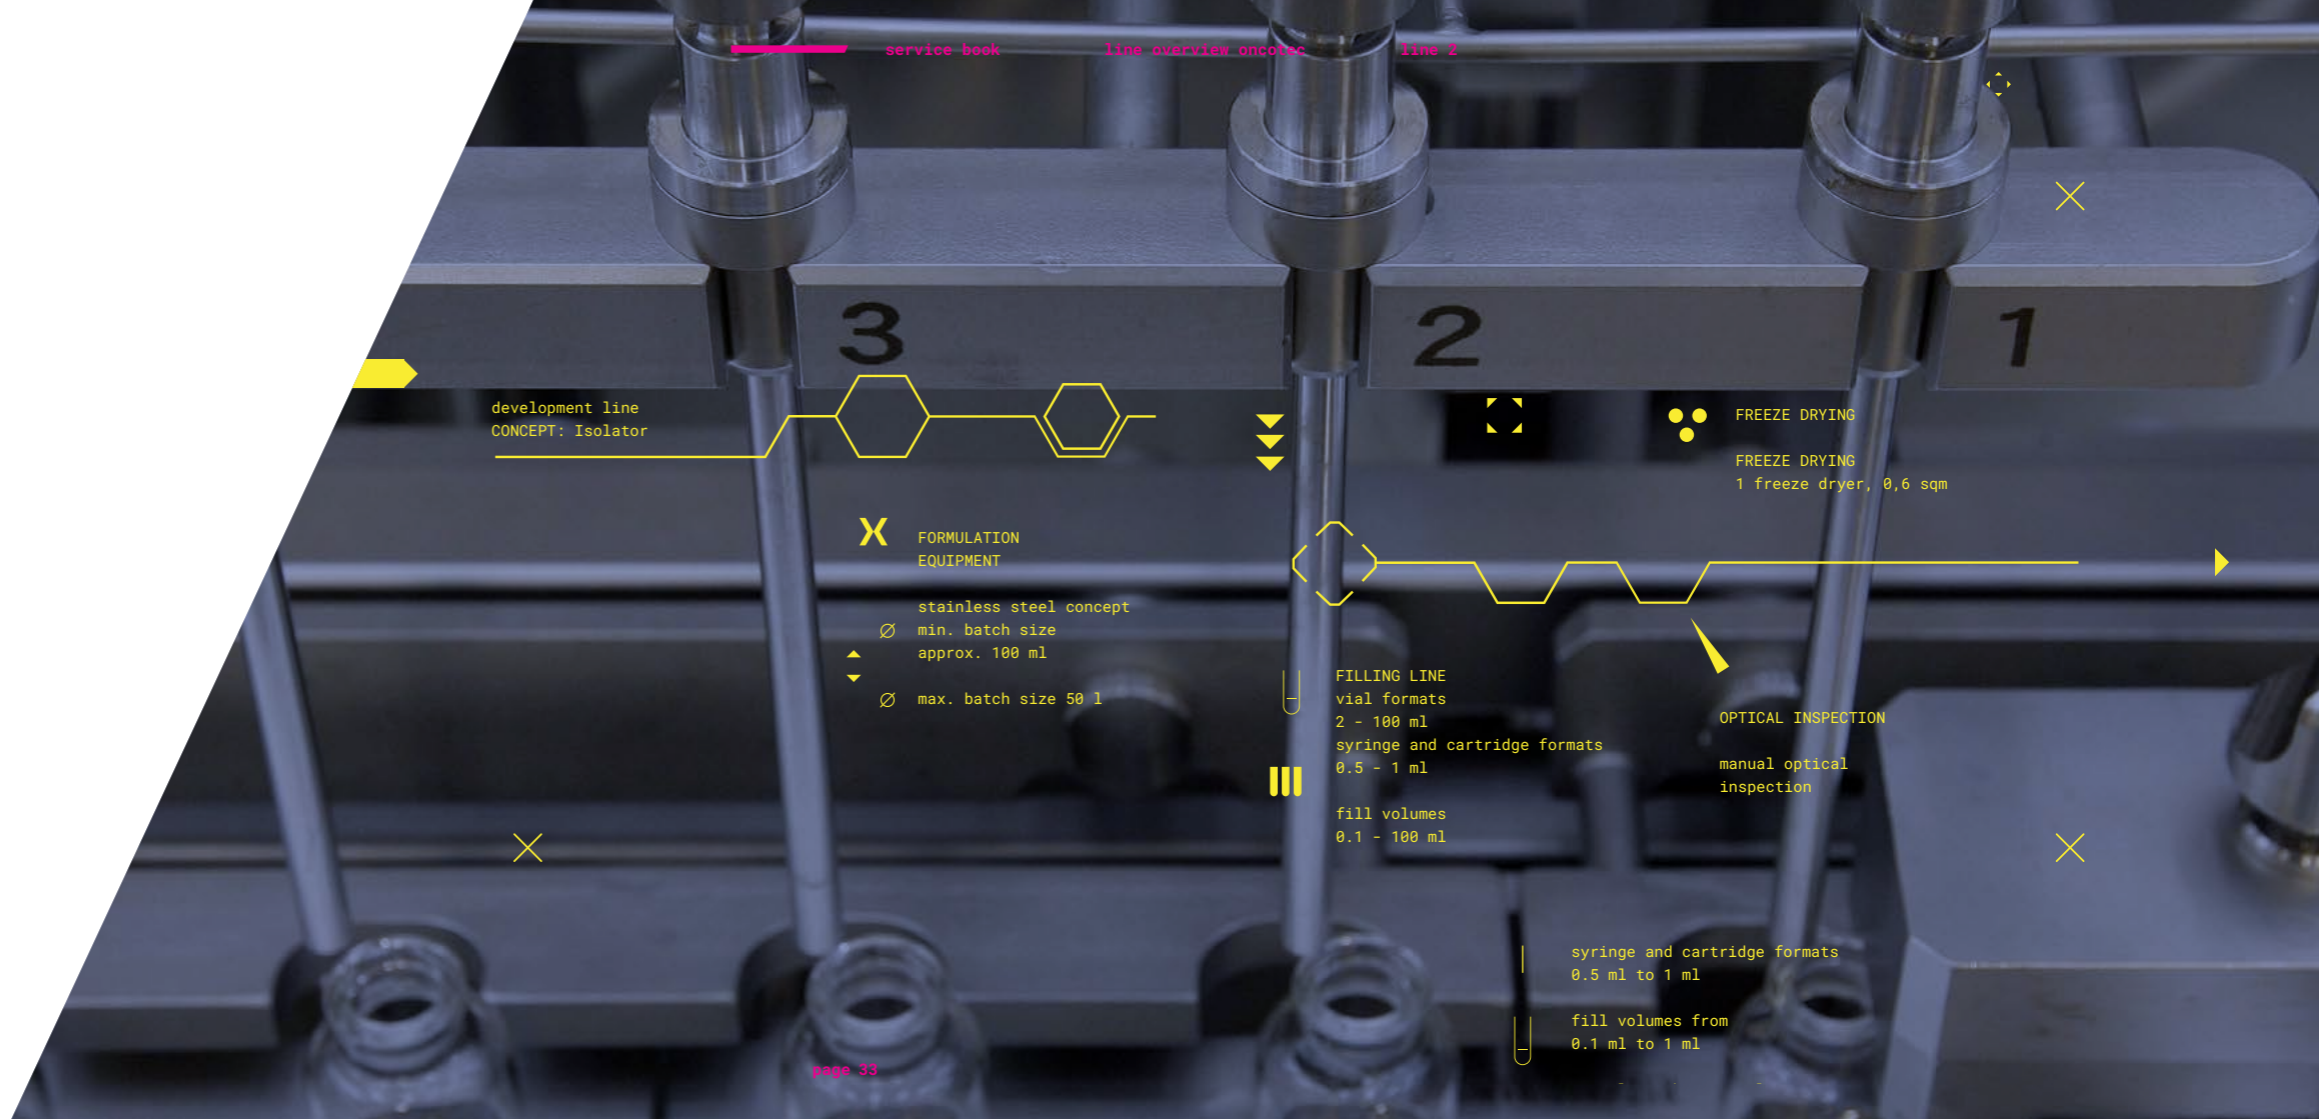 service book line overview oncotec line 2
3 2 1
development line
CONCEPT: Isolator
FREEZE DRYING
FREEZE DRYING
1 freeze dryer, 0,6 sqm
FORMULATION
EQUIPMENT
stainless steel concept
∅ min. batch size
approx. 100 ml
∅ max. batch size 50 l
FILLING LINE
vial formats
2 - 100 ml
syringe and cartridge formats
0.5 - 1 ml
fill volumes
0.1 - 100 ml
OPTICAL INSPECTION
manual optical
inspection
syringe and cartridge formats
0.5 ml to 1 ml
fill volumes from
0.1 ml to 1 ml
page 33